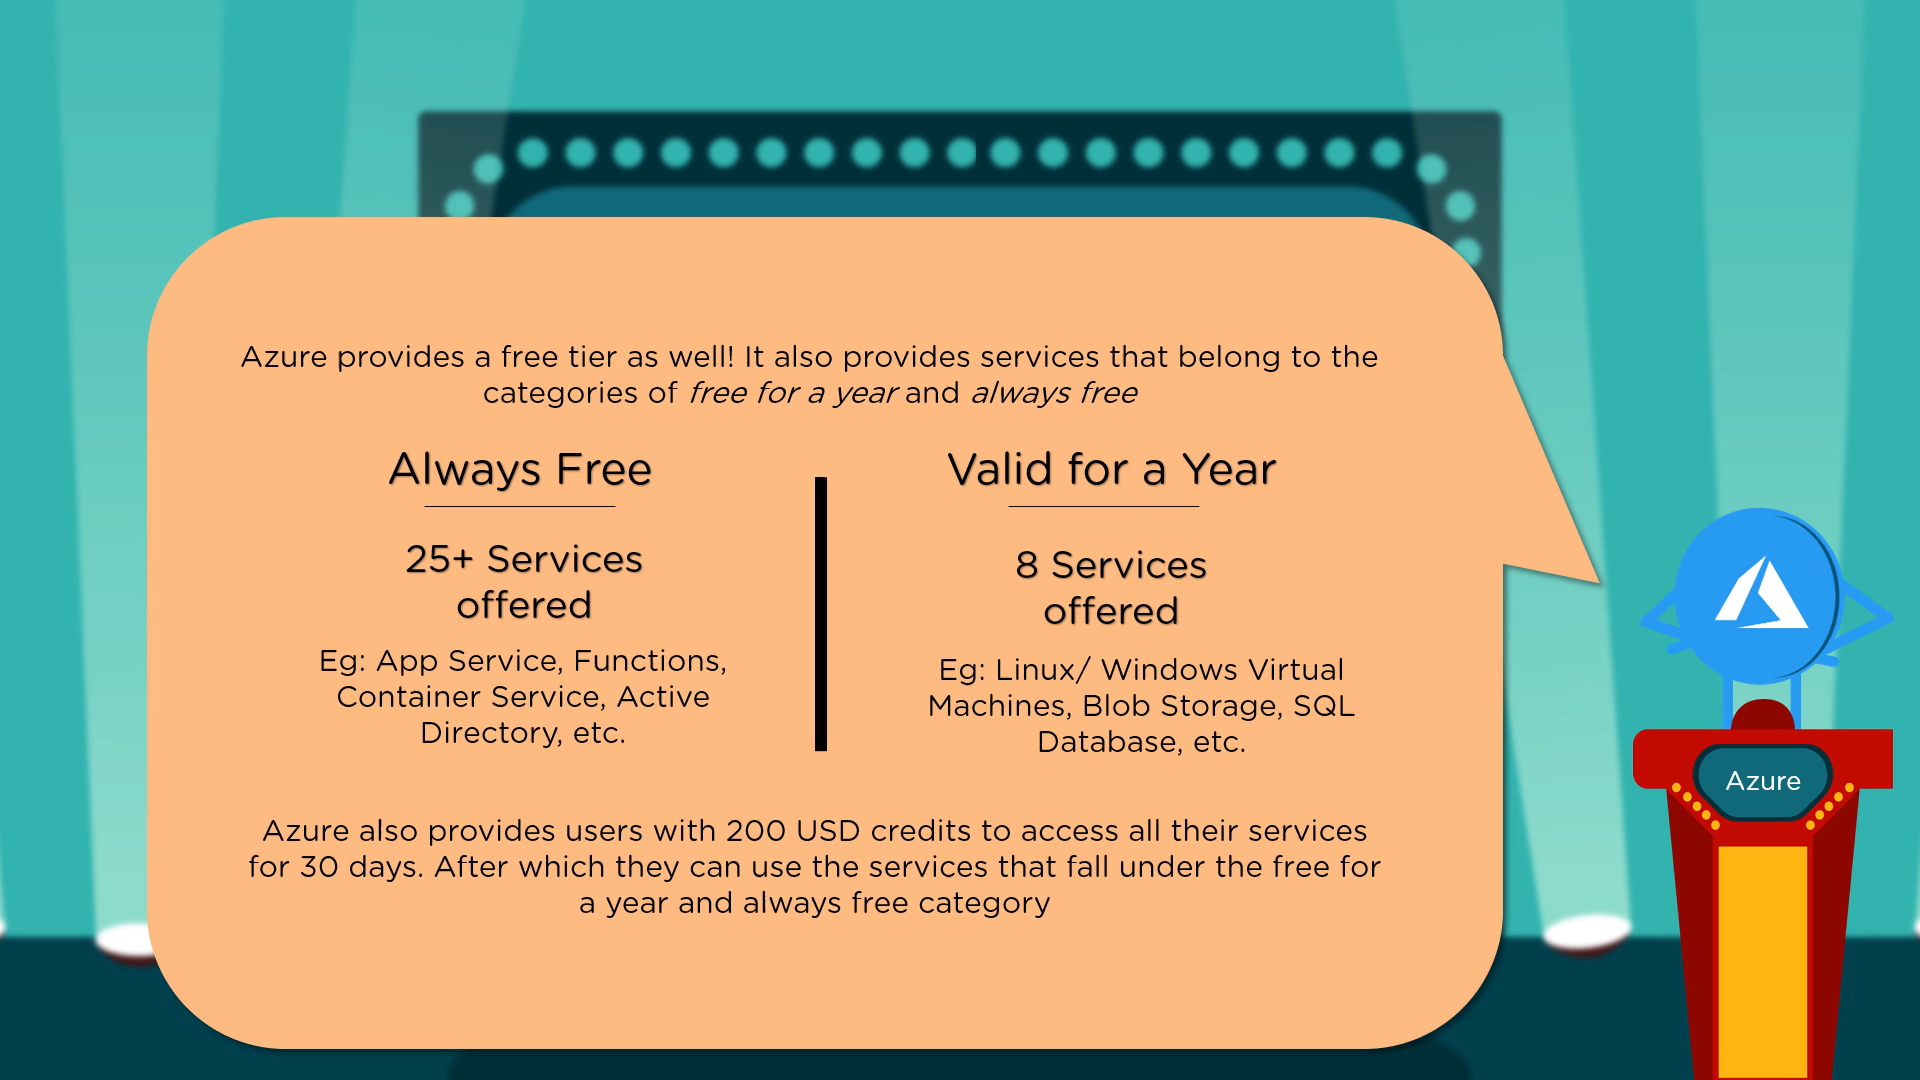 Azure provides a free tier as well! It also provides services that belong to the
categories of free for a year and always free
Always Free
25+ Services
offered
Eg: App Service, Functions,
Container Service, Active
Directory, etc.
Valid for a Year
8 Services
offered
Eg: Linux/ Windows Virtual
Machines, Blob Storage, SQL
Database, etc.
Azure also provides users with 200 USD credits to access all their services
for 30 days. After which they can use the services that fall under the free for
a year and always free category
Azure